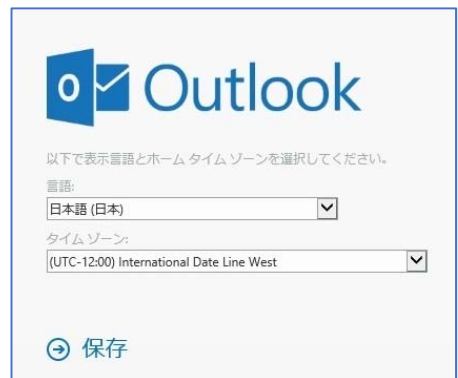 Outlook
以下で表示言語とホーム タイム ゾーンを選択してください。
言語:
日本語 (日本)
タイム ゾーン:
(UTC-12:00) International Date Line West
保存